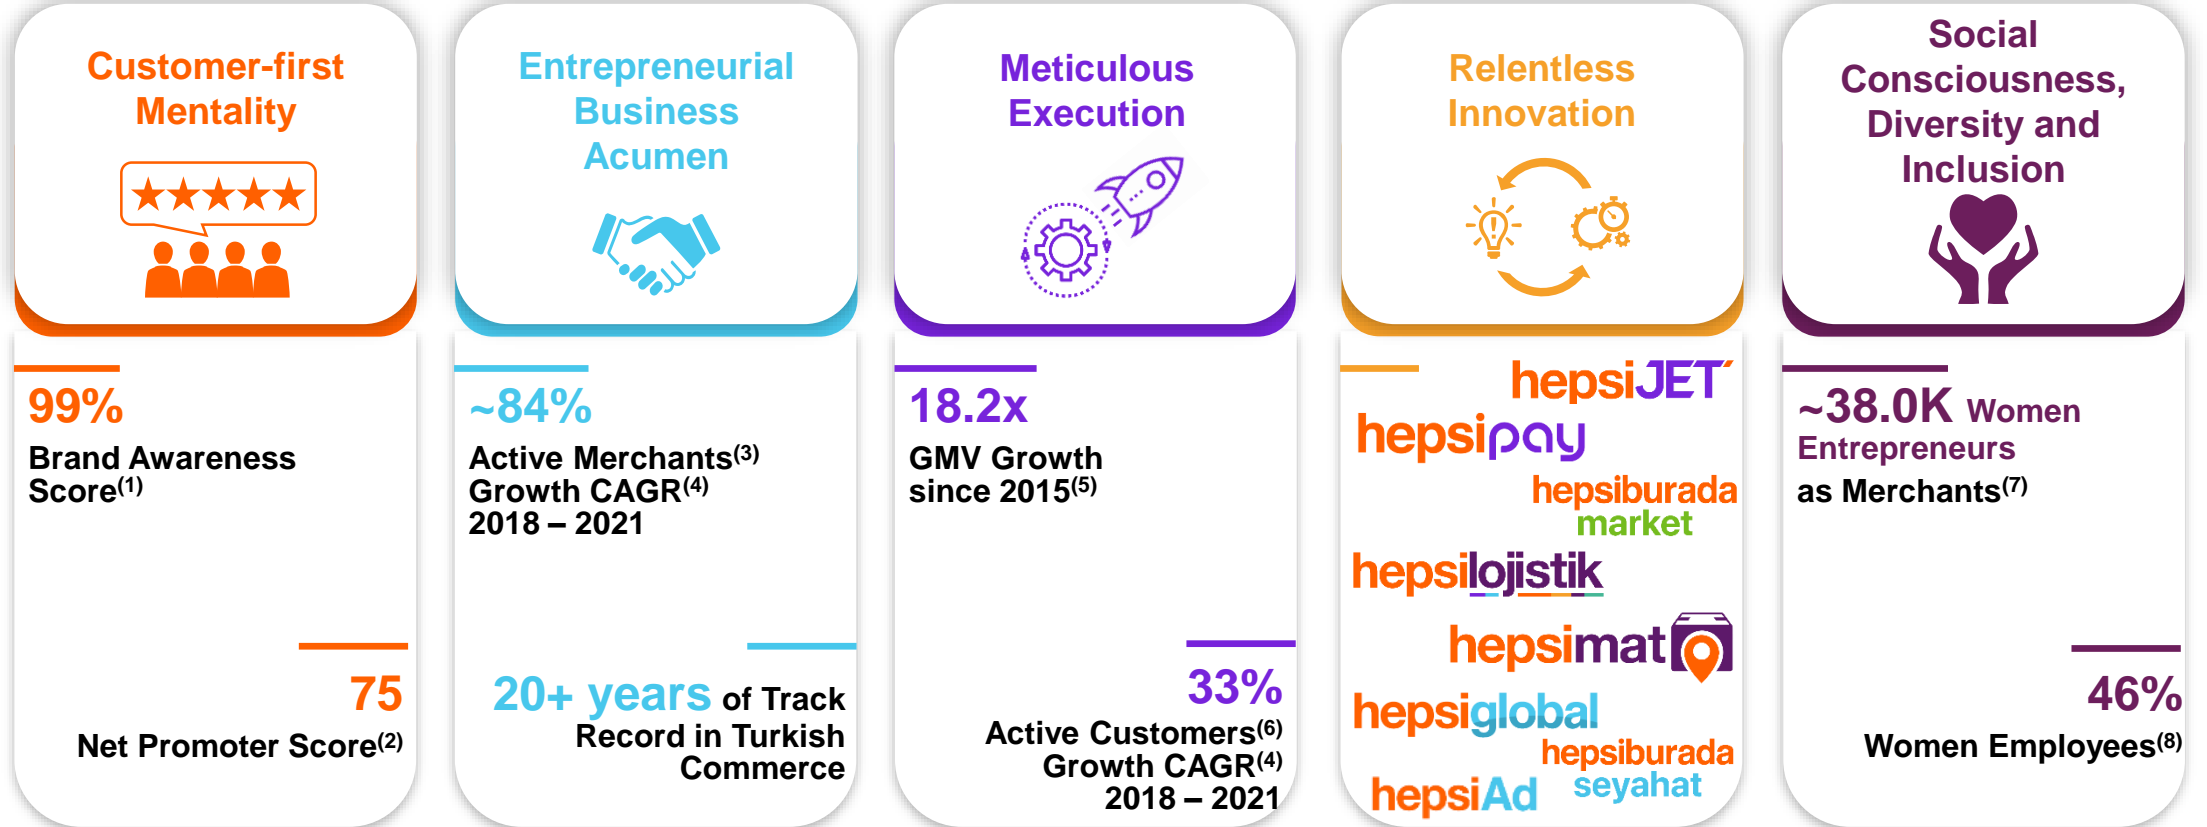 Customer-first
Mentality
99%
Brand Awareness
Score(1)
75
Net Promoter Score(2)
Entrepreneurial
Business
Acumen
~84%
Active Merchants(3)
Growth CAGR(4)
2018 – 2021
20+ years of Track
Record in Turkish
Commerce
Meticulous
Execution
18.2x
GMV Growth
since 2015(5)
33%
Active Customers(6)
Growth CAGR(4)
2018 – 2021
Relentless
Innovation
hepsiJET
hepsipay
hepsiburada
market
hepsilojistik
hepsimat
hepsiglobal
hepsiburada
seyahat
hepsiAd
Social
Consciousness,
Diversity and
Inclusion
~38.0K Women
Entrepreneurs
as Merchants(7)
46%
Women Employees(8)